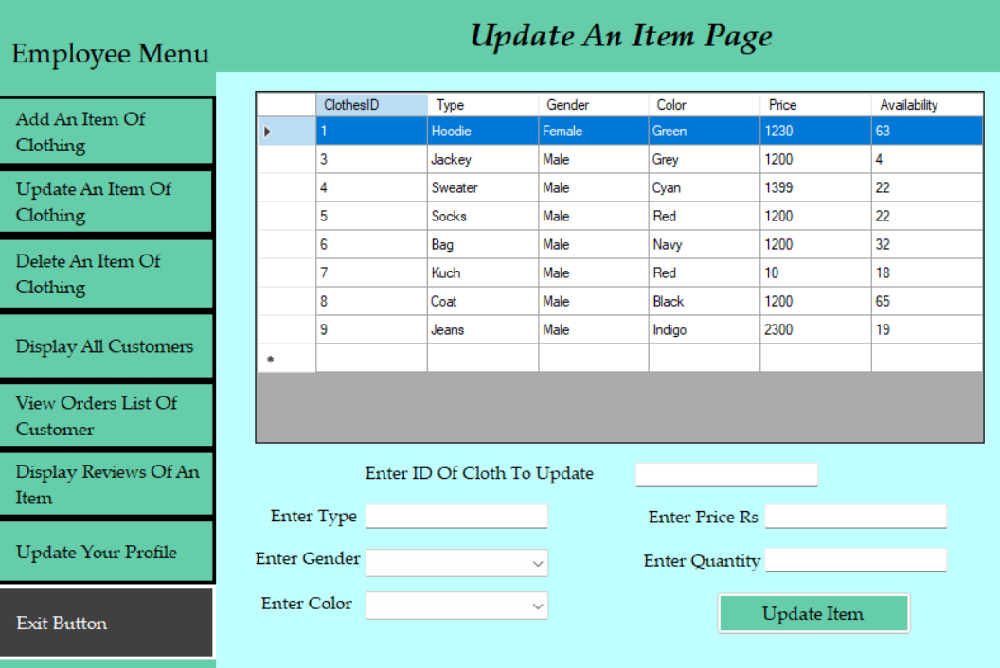 Employee Menu
Update An Item Page
Add An Item Of
Clothing
Update An Item Of
Clothing
Delete An Item Of
Clothing
Display All Customers
View Orders List Of
Customer
Display Reviews Of An
Item
Update Your Profile
Exit Button
ClothesID Type Gender Color Price Availability
1 Hoodie Female Green 1230 63
3 Jackey Male Grey 1200 4
4 Sweater Male Cyan 1399 22
5 Socks Male Red 1200 22
6 Bag Male Navy 1200 32
7 Kuch Male Red 10 18
8 Coat Male Black 1200 65
9 Jeans Male Indigo 2300 19
Enter ID Of Cloth To Update
Enter Type Enter Price Rs
Enter Gender Enter Quantity
Enter Color Update Item